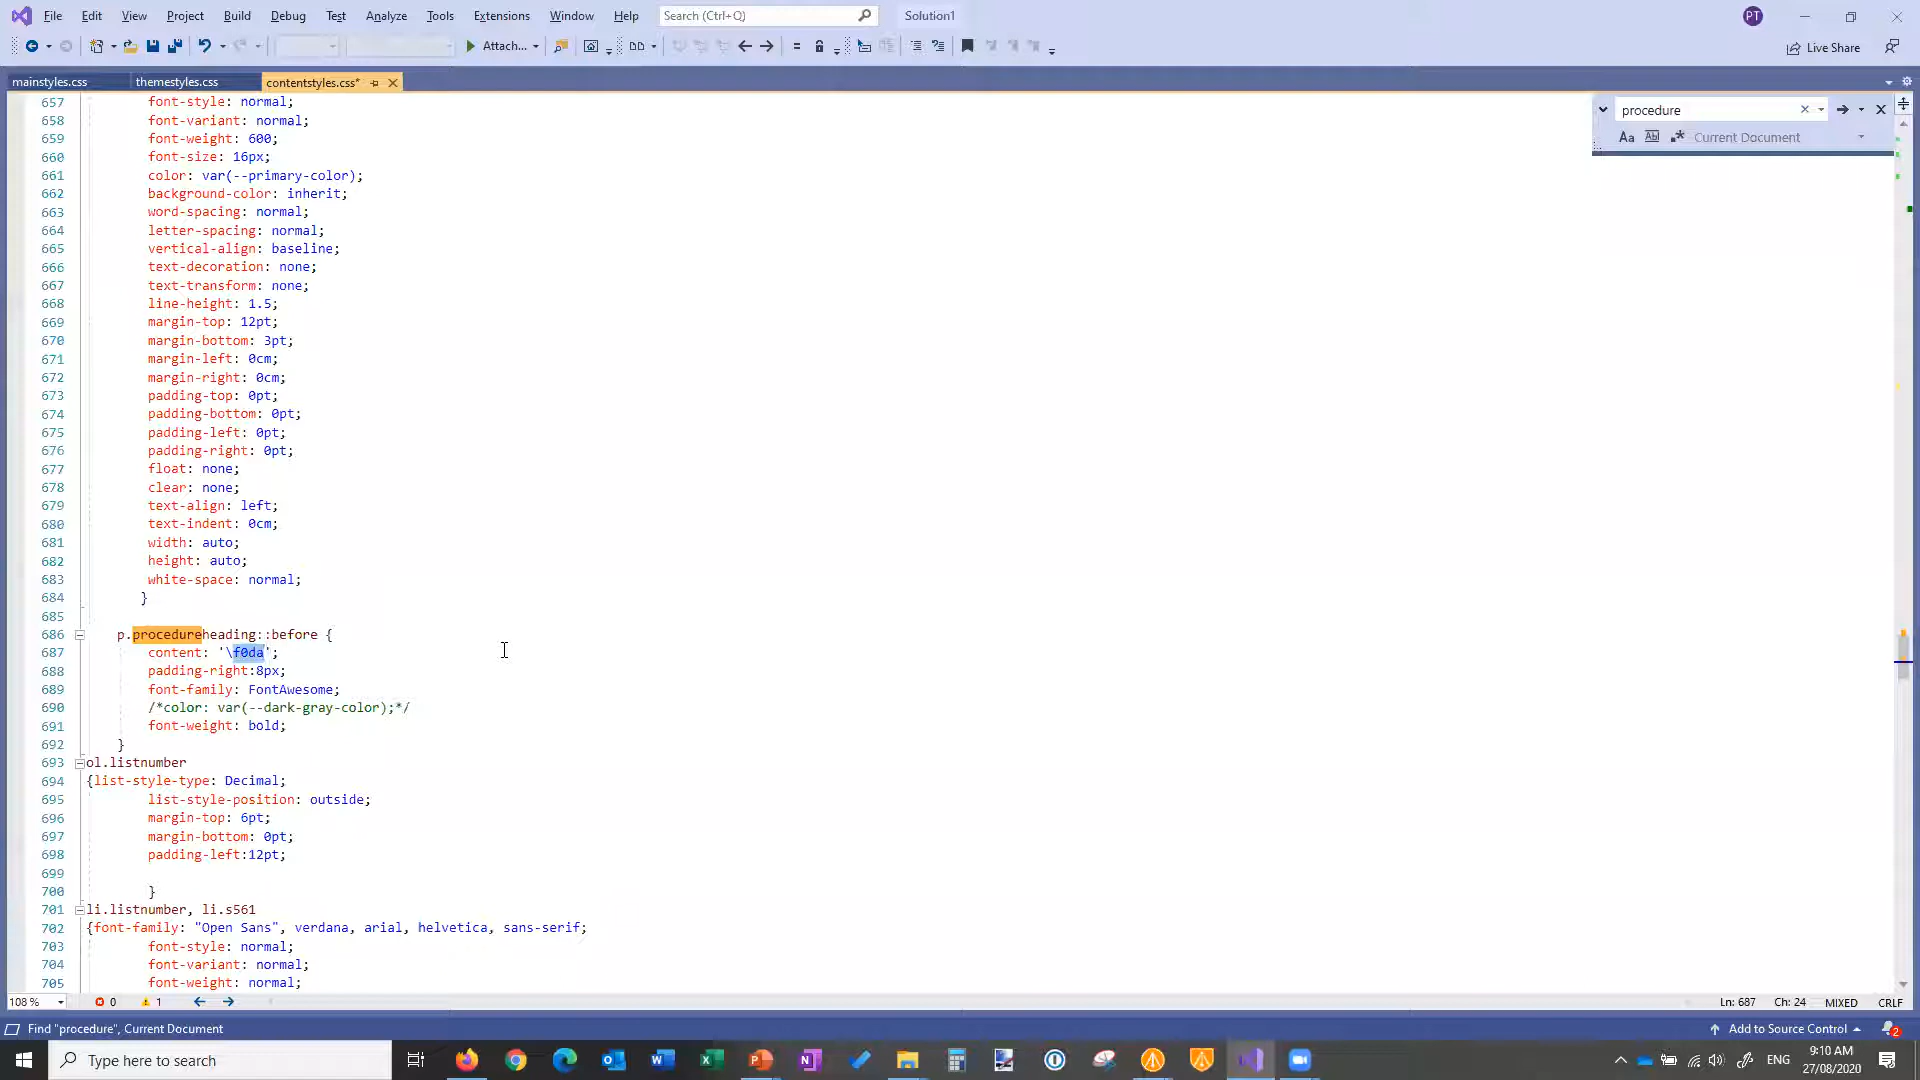 File Edit View Project Build Debug Test Analyze Tools Extensions Window Help Search (Ctrl+Q) Solution1 PT
Attach... Live Share
mainstyles.css themestyles.css contentstyles.css*
procedure
Aa Ab Current Document
657 font-style: normal;
658 font-variant: normal;
659 font-weight: 600;
660 font-size: 16px;
661 color: var(--primary-color);
662 background-color: inherit;
663 word-spacing: normal;
664 letter-spacing: normal;
665 vertical-align: baseline;
666 text-decoration: none;
667 text-transform: none;
668 line-height: 1.5;
669 margin-top: 12pt;
670 margin-bottom: 3pt;
671 margin-left: 0cm;
672 margin-right: 0cm;
673 padding-top: 0pt;
674 padding-bottom: 0pt;
675 padding-left: 0pt;
676 padding-right: 0pt;
677 float: none;
678 clear: none;
679 text-align: left;
680 text-indent: 0cm;
681 width: auto;
682 height: auto;
683 white-space: normal;
684 }
685
686 p.procedureheading::before {
687 content: '\f0da';
688 padding-right:8px;
689 font-family: FontAwesome;
690 /*color: var(--dark-gray-color);*/
691 font-weight: bold;
692 }
693 ol.listnumber
694 {list-style-type: Decimal;
695 list-style-position: outside;
696 margin-top: 6pt;
697 margin-bottom: 0pt;
698 padding-left:12pt;
699
700 }
701 li.listnumber, li.s561
702 {font-family: "Open Sans", verdana, arial, helvetica, sans-serif;
703 font-style: normal;
704 font-variant: normal;
705 font-weight: normal;
108 % 0 1 Ln: 687 Ch: 24 MIXED CRLF
Find "procedure", Current Document Add to Source Control 2
Type here to search ENG 9:10 AM
27/08/2020